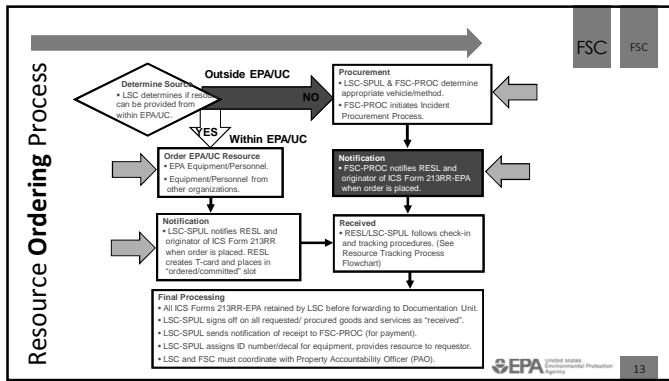 Resource Ordering Process
FSC
FSC
Outside EPA/UC
Determine Source
• LSC determines if resou
can be provided from
within EPA/UC.
NO
YES
Within EPA/UC
Procurement
• LSC-SPUL & FSC-PROC determine
appropriate vehicle/method.
• FSC-PROC initiates Incident
Procurement Process.
Order EPA/UC Resource
• EPA Equipment/Personnel.
• Equipment/Personnel from
other organizations.
Notification
• FSC-PROC notifies RESL and
originator of ICS Form 213RR-EPA
when order is placed.
Notification
• LSC-SPUL notifies RESL and
originator of ICS Form 213RR
when order is placed. RESL
creates T-card and places in
“ordered/committed” slot
Received
• RESL/LSC-SPUL follows check-in
and tracking procedures. (See
Resource Tracking Process
Flowchart)
Final Processing
• All ICS Forms 213RR-EPA retained by LSC before forwarding to Documentation Unit.
• LSC-SPUL signs off on all requested/ procured goods and services as “received”.
• LSC-SPUL sends notification of receipt to FSC-PROC (for payment).
• LSC-SPUL assigns ID number/decal for equipment, provides resource to requestor.
• LSC and FSC must coordinate with Property Accountability Officer (PAO).
EPA
United States
Environmental Protection
Agency
13